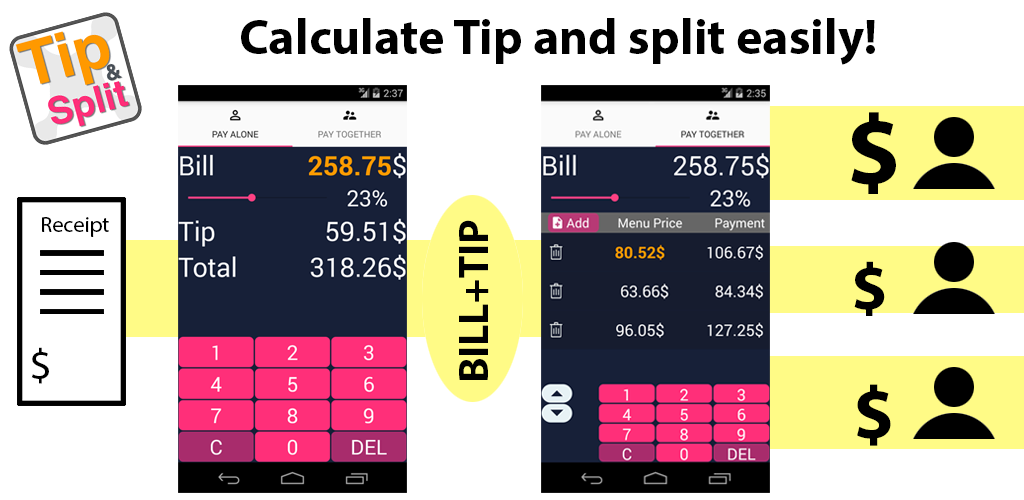 Calculate Tip and split easily!
Tip
&
Split
Receipt
$
3G 2:37
PAY ALONE
PAY TOGETHER
Bill 258.75$
23%
Tip 59.51$
Total 318.26$
1 2 3
4 5 6
7 8 9
C 0 DEL
BILL+TIP
3G 2:35
PAY ALONE
PAY TOGETHER
Bill 258.75$
23%
Add Menu Price Payment
80.52$ 106.67$
63.66$ 84.34$
96.05$ 127.25$
1 2 3
4 5 6
7 8 9
C 0 DEL
$
$
$